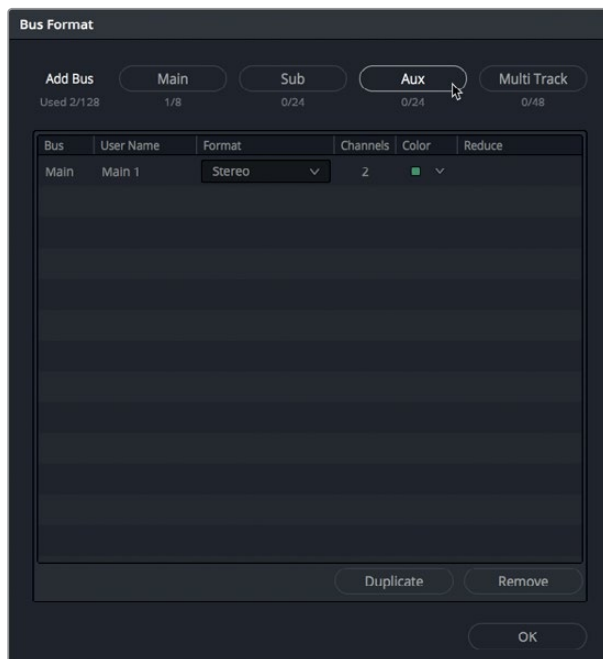 Bus Format
Add Bus Main Sub Aux Multi Track
Used 2/128 1/8 0/24 0/24 0/48
Bus User Name Format Channels Color Reduce
Main Main 1 Stereo 2
Duplicate Remove
OK